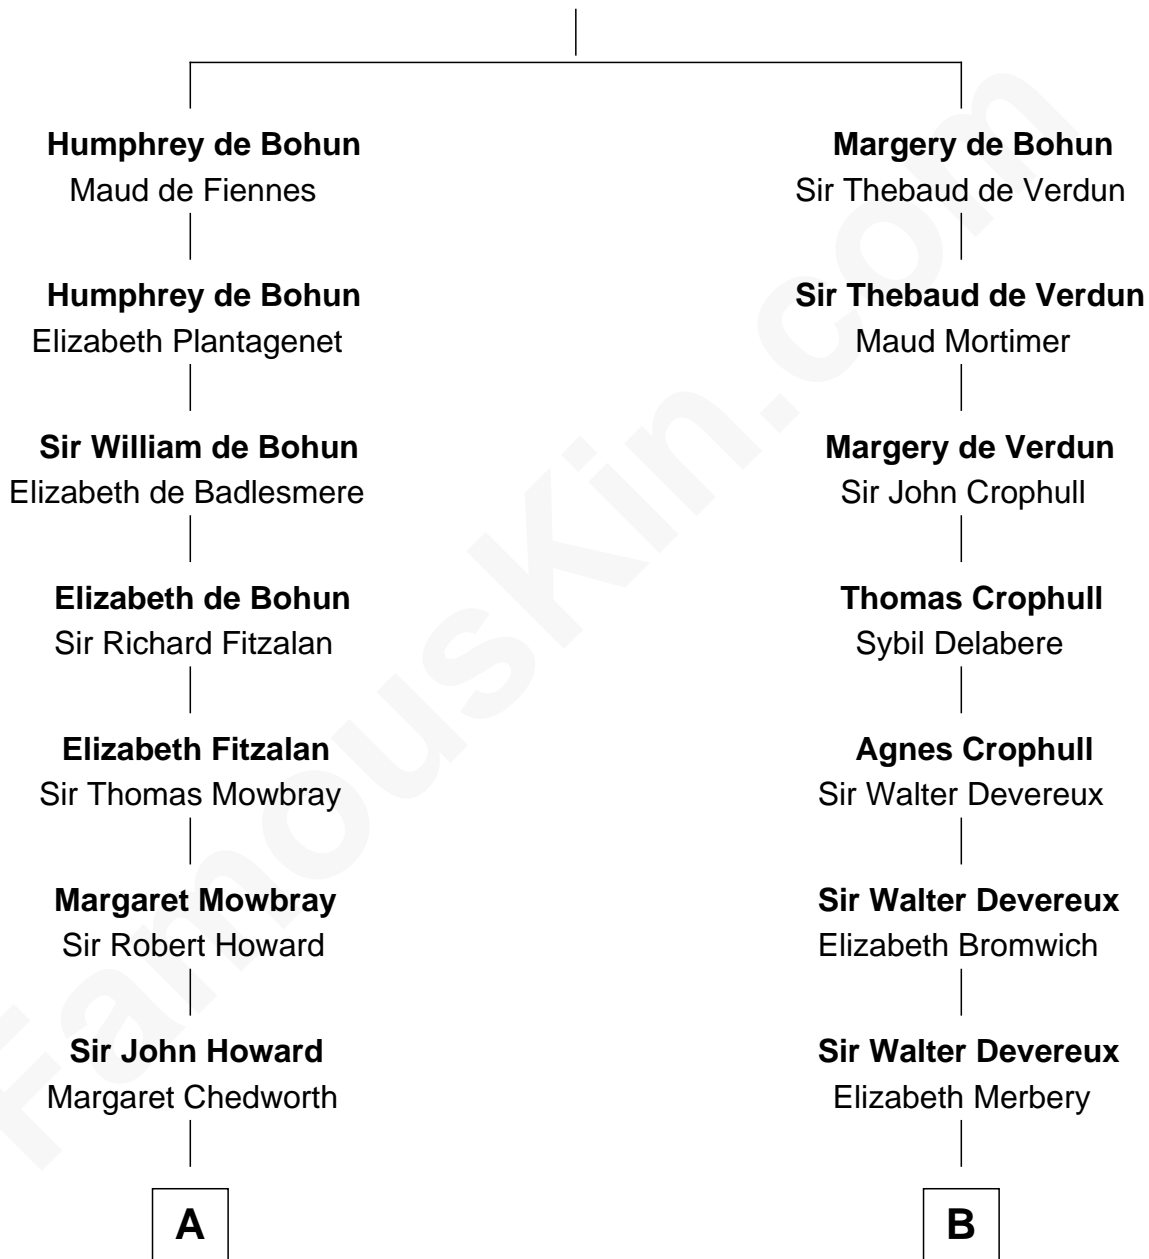 Humphrey de Bohun
Maud de Fiennes
Humphrey de Bohun
Elizabeth Plantagenet
Sir William de Bohun
Elizabeth de Badlesmere
Elizabeth de Bohun
Sir Richard Fitzalan
Elizabeth Fitzalan
Sir Thomas Mowbray
Margaret Mowbray
Sir Robert Howard
Sir John Howard
Margaret Chedworth
A
Margery de Bohun
Sir Thebaud de Verdun
Sir Thebaud de Verdun
Maud Mortimer
Margery de Verdun
Sir John Crophull
Thomas Crophull
Sybil Delabere
Agnes Crophull
Sir Walter Devereux
Sir Walter Devereux
Elizabeth Bromwich
Sir Walter Devereux
Elizabeth Merbery
B
FamousKin.com